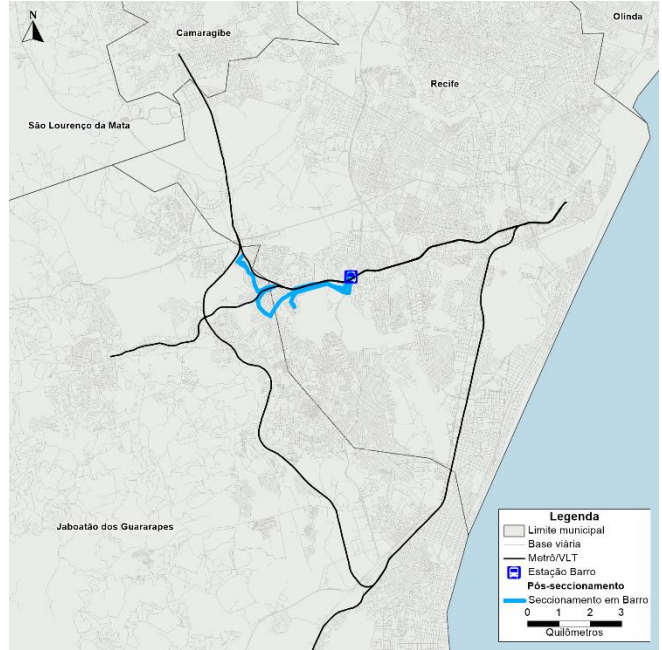 N
Olinda
Camaragibe
Recife
São Lourenço da Mata
Jaboatão dos Guararapes
Legenda
Limite municipal
Base viária
Metrô/VLT
Estação Barro
Pós-seccionamento
Seccionamento em Barro
0 1 2 3
Quilômetros